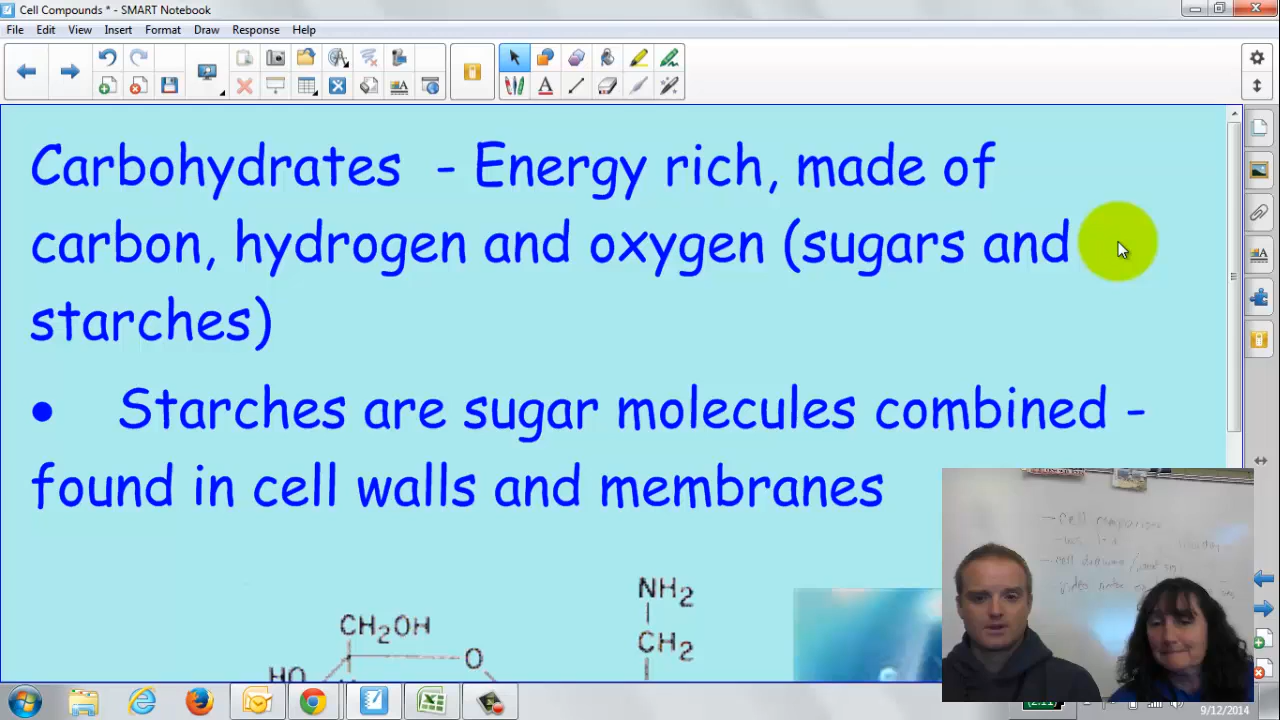 Cell Compounds * - SMART Notebook
File Edit View Insert Format Draw Response Help
Carbohydrates - Energy rich, made of
carbon, hydrogen and oxygen (sugars and
starches)
• Starches are sugar molecules combined -
found in cell walls and membranes
NH2
CH2OH
CH2
O
HO
(2:11)
9/12/2014